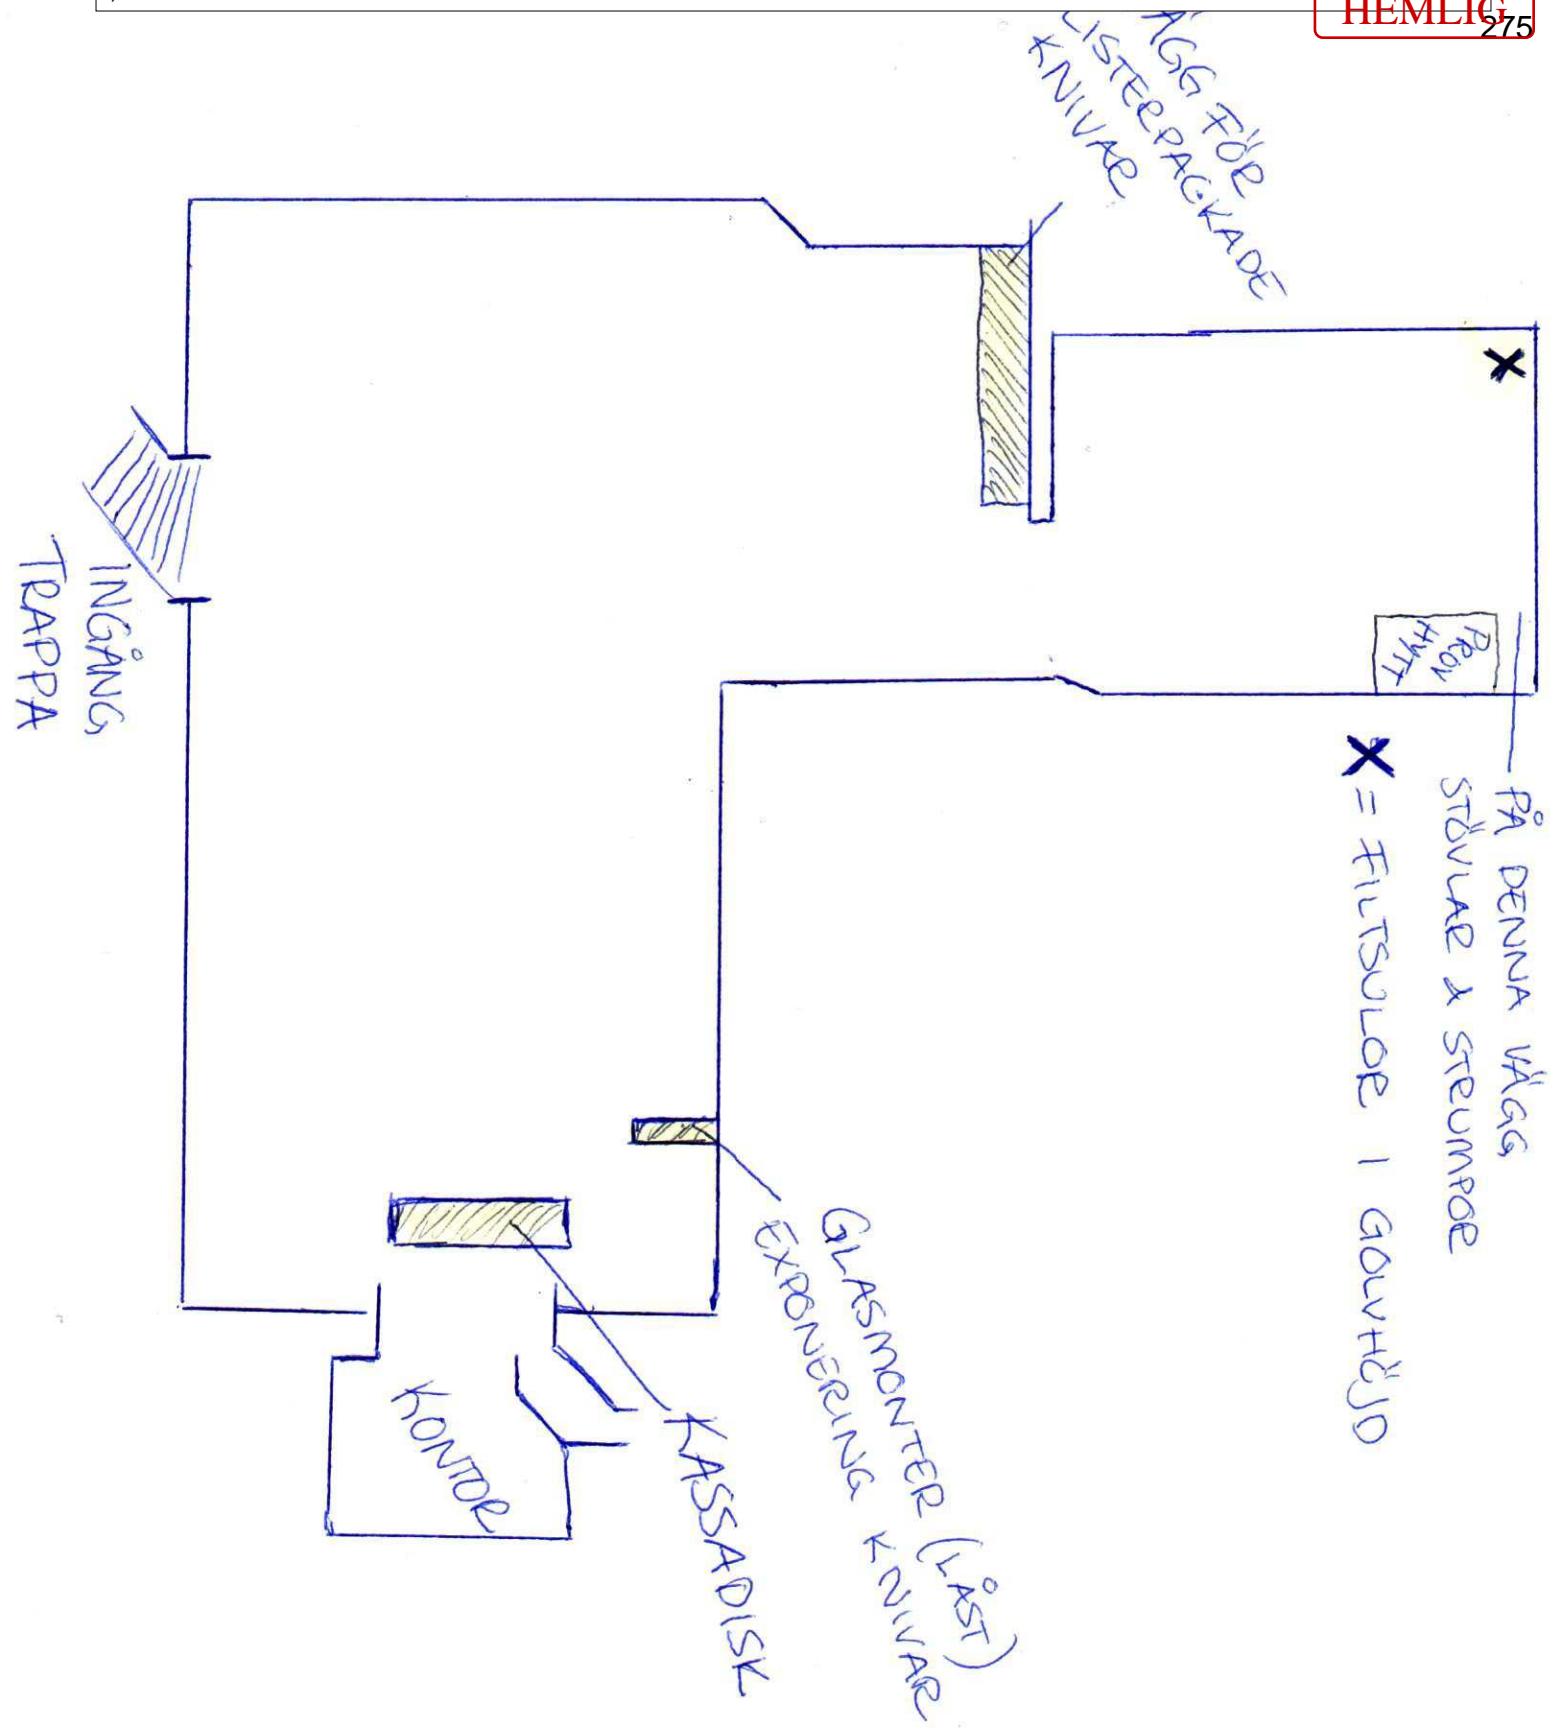 HEMLIG
275
ÄGG FÖR
LISTERPACKADE
KNIVAR
PÅ DENNA VÄGG
STÖVLAR & STRUMPOR
X = FILTSULOR I GOLVHÖJD
X
PROV
HYTT
INGÅNG
TRAPPA
GLASMONTER (LÅST)
EXPONERING KNIVAR
KASSADISK
KONTOR